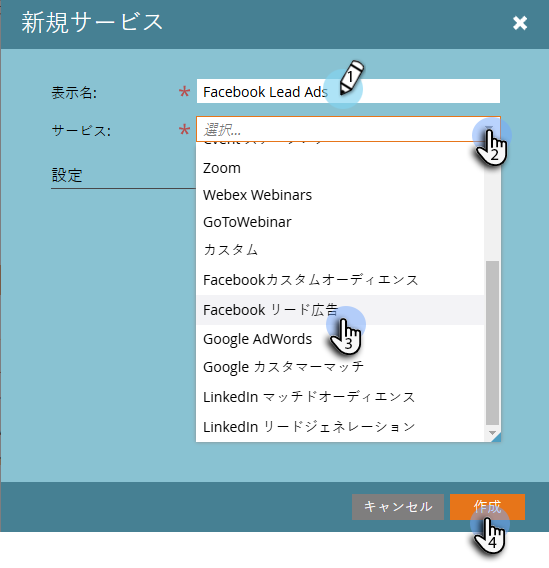 新規サービス
表示名: * Facebook Lead Ads 1
サービス: * 選択... 2
設定
Zoom
Webex Webinars
GoToWebinar
カスタム
Facebookカスタムオーディエンス
Facebook リード広告 3
Google AdWords
Google カスタマーマッチ
LinkedIn マッチドオーディエンス
LinkedIn リードジェネレーション
キャンセル 作成 4